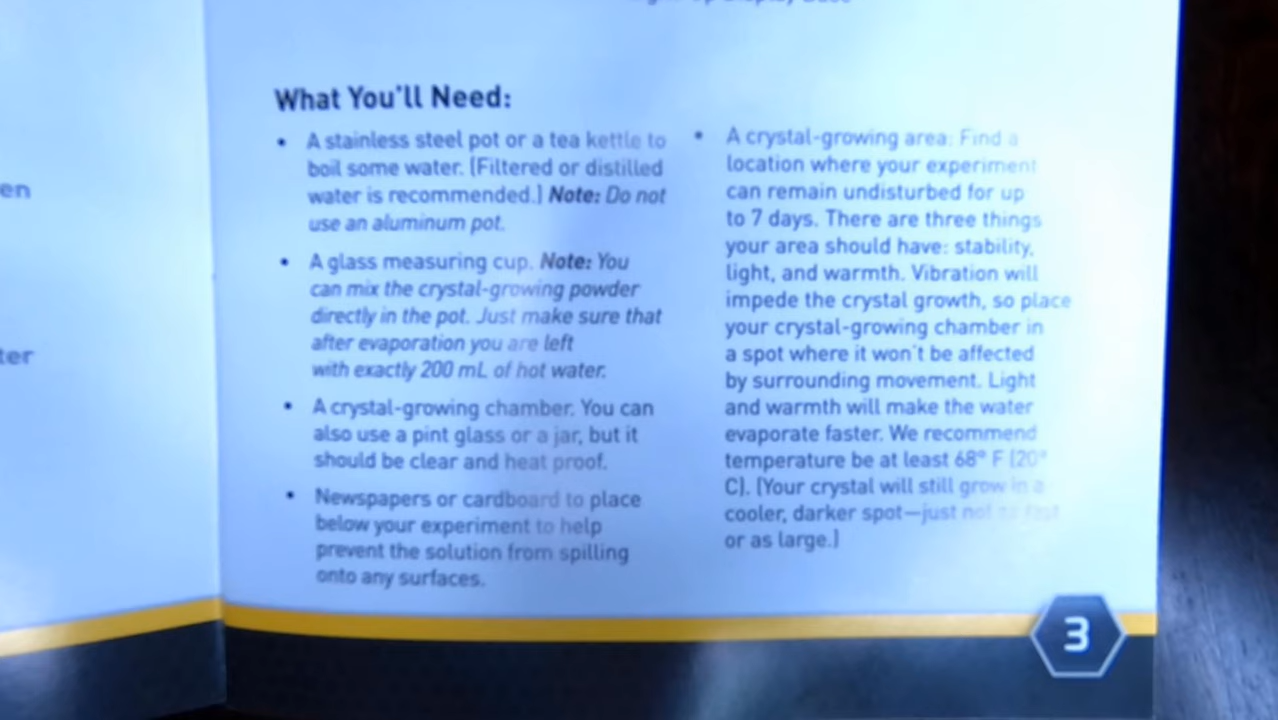 en
ter
What You'll Need:
• A stainless steel pot or a tea kettle to
boil some water. (Filtered or distilled
water is recommended.) Note: Do not
use an aluminum pot.
• A glass measuring cup. Note: You
can mix the crystal-growing powder
directly in the pot. Just make sure that
after evaporation you are left
with exactly 200 mL of hot water.
• A crystal-growing chamber. You can
also use a pint glass or a jar, but it
should be clear and heat proof.
• Newspapers or cardboard to place
below your experiment to help
prevent the solution from spilling
onto any surfaces.
• A crystal-growing area: Find a
location where your experiment
can remain undisturbed for up
to 7 days. There are three things
your area should have: stability,
light, and warmth. Vibration will
impede the crystal growth, so place
your crystal-growing chamber in
a spot where it won't be affected
by surrounding movement. Light
and warmth will make the water
evaporate faster. We recommend
temperature be at least 68° F (20°
C). (Your crystal will still grow in a
cooler, darker spot—just not as fast
or as large.)
3